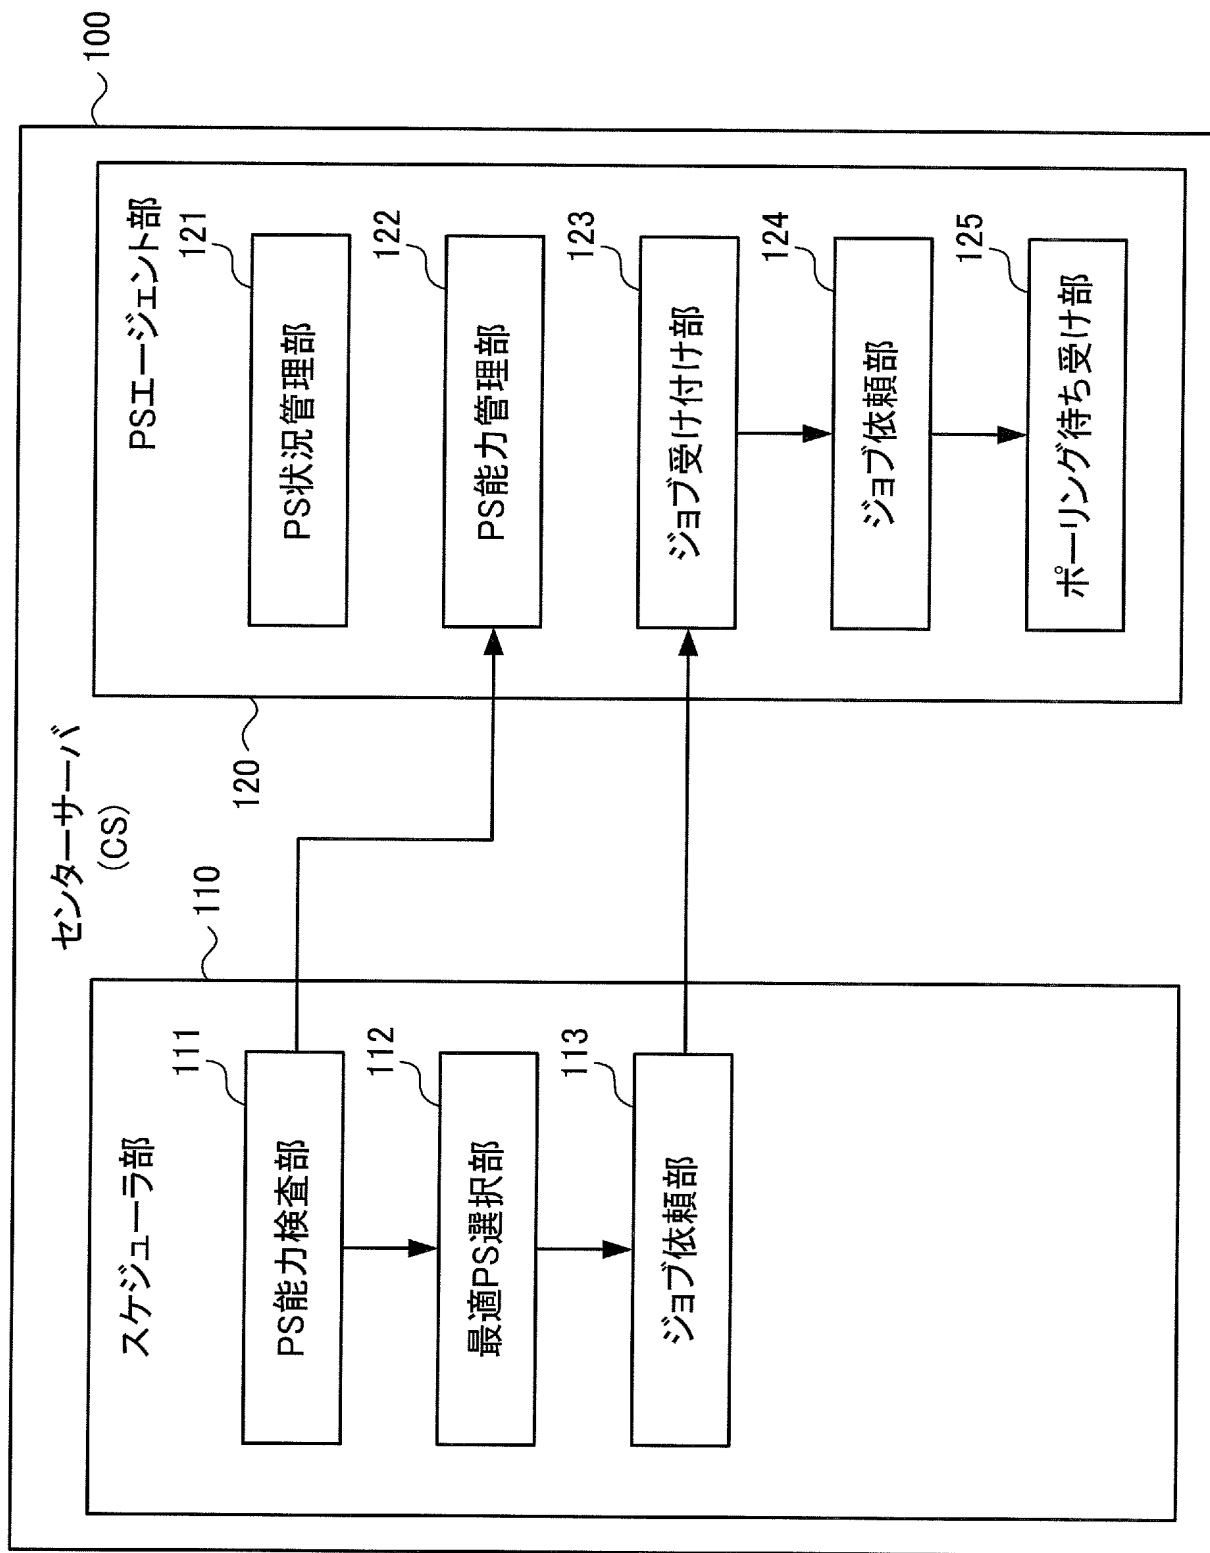 100
センターサーバ
(CS)
110
スケジューラ部
111
PS能力検査部
112
最適PS選択部
113
ジョブ依頼部
120
PSエージェント部
121
PS状況管理部
122
PS能力管理部
123
ジョブ受け付け部
124
ジョブ依頼部
125
ポーリング待ち受け部